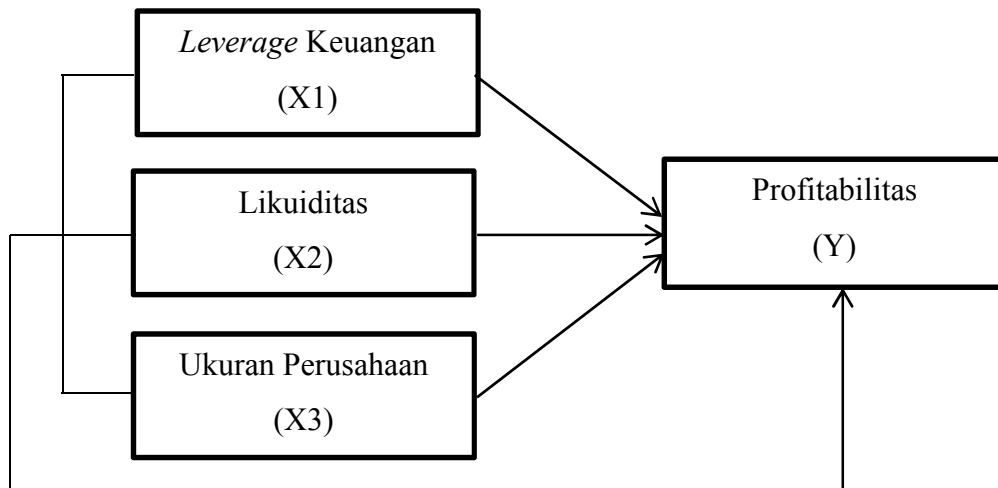 Leverage Keuangan
(X1)
Likuiditas
(X2)
Ukuran Perusahaan
(X3)
Profitabilitas
(Y)